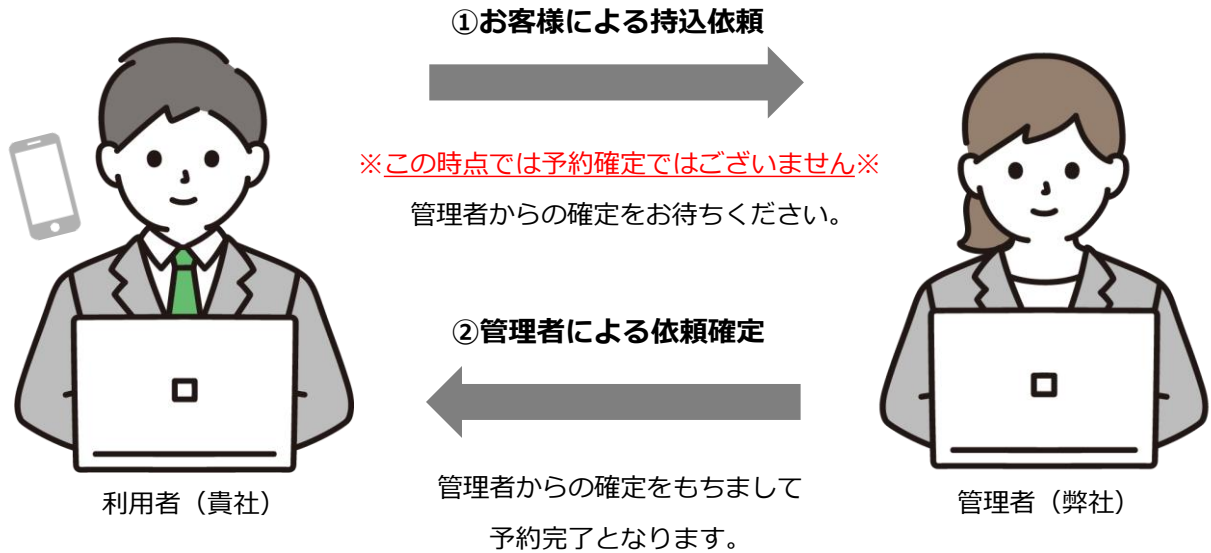 ①お客様による持込依頼
※この時点では予約確定ではございません※
管理者からの確定をお待ちください。
②管理者による依頼確定
管理者からの確定をもちまして
予約完了となります。
利用者（貴社）
管理者（弊社）